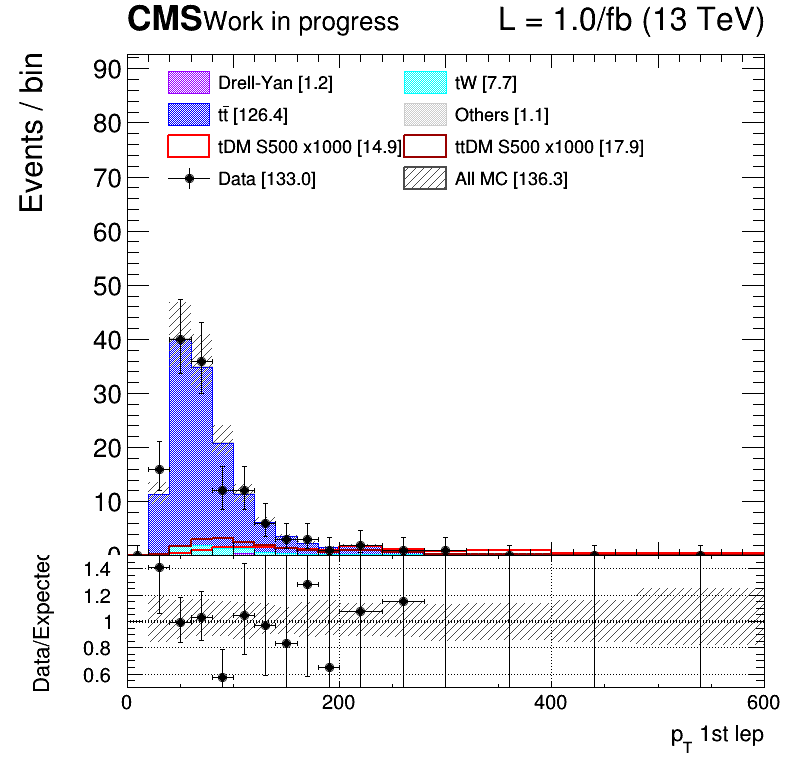 CMS Work in progress L = 1.0/fb (13 TeV)
Events / bin
90
80
70
60
50
40
30
20
10
0
Drell-Yan [1.2] tW [7.7]
tt̄ [126.4] Others [1.1]
tDM S500 x1000 [14.9] ttDM S500 x1000 [17.9]
Data [133.0] All MC [136.3]
Data/Expected
1.4
1.2
1
0.8
0.6
0 200 400 600
p_T 1st lep